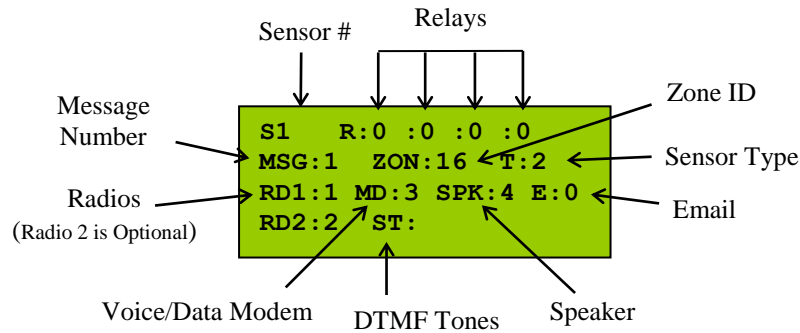 Relays
Sensor #
Zone ID
Message
Number
S1 R:0 :0 :0 :0
MSG:1 ZON:16 T:2
Sensor Type
Radios
(Radio 2 is Optional)
RD1:1 MD:3 SPK:4 E:0
Email
RD2:2 ST:
Voice/Data Modem
DTMF Tones
Speaker